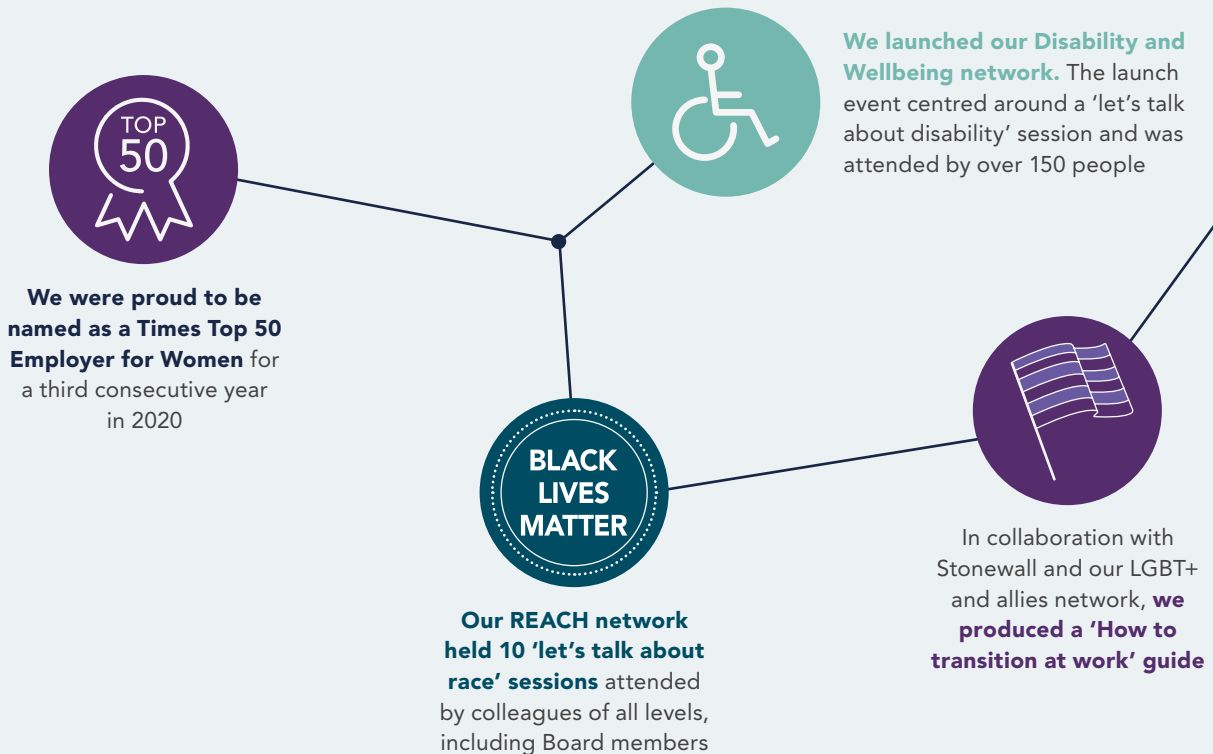 TOP
50
We were proud to be
named as a Times Top 50
Employer for Women for
a third consecutive year
in 2020
We launched our Disability and
Wellbeing network. The launch
event centred around a ‘let’s talk
about disability’ session and was
attended by over 150 people
BLACK
LIVES
MATTER
Our REACH network
held 10 ‘let’s talk about
race’ sessions attended
by colleagues of all levels,
including Board members
In collaboration with
Stonewall and our LGBT+
and allies network, we
produced a ‘How to
transition at work’ guide